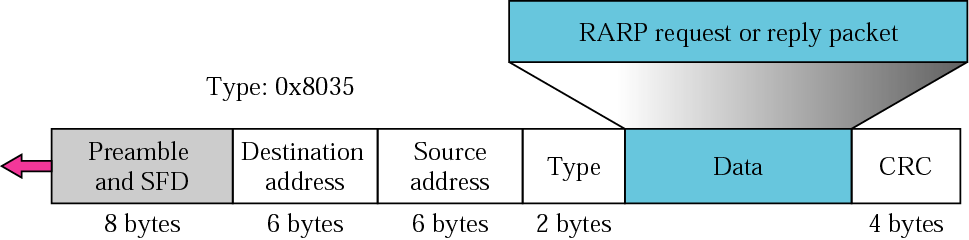 RARP request or reply packet
Type: 0x8035
Preamble
and SFD
Destination
address
Source
address
Type
Data
CRC
8 bytes
6 bytes
6 bytes
2 bytes
4 bytes